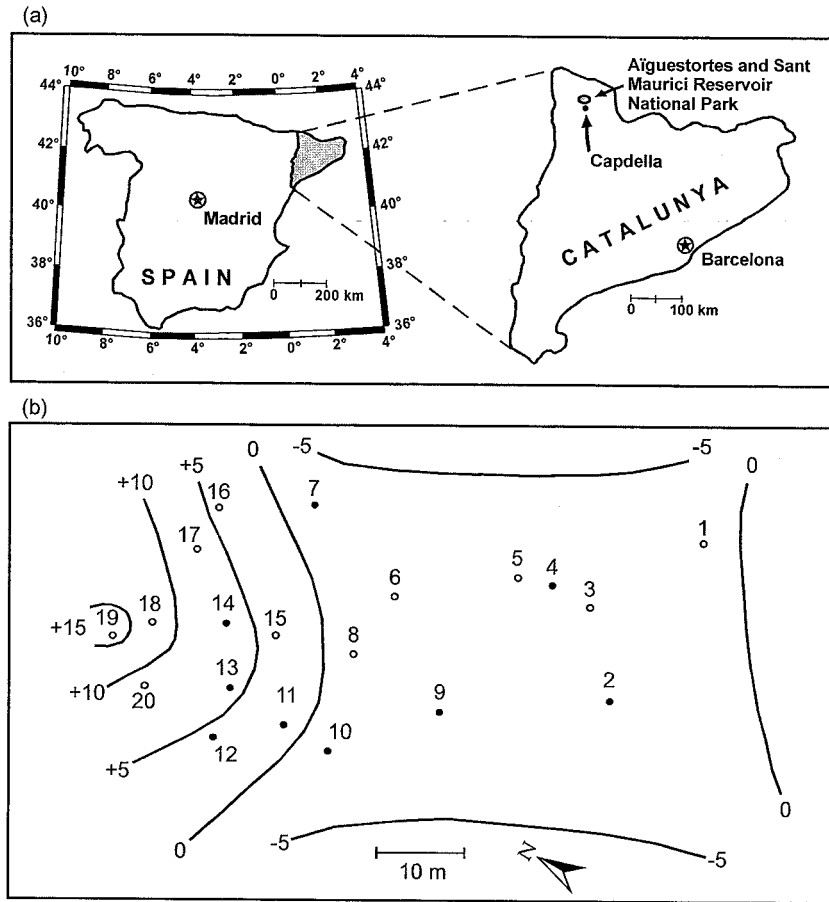 (a)
10° 8° 6° 4° 2° 0° 2° 4°
44° 44°
42° 42°
40° 40°
38° 38°
36° 36°
10° 8° 6° 4° 2° 0° 2° 4°
Madrid
SPAIN
0 200 km
Aïguestortes and Sant
Maurici Reservoir
National Park
Capdella
CATALUNYA
Barcelona
0 100 km
(b)
+10 +5 0 -5 -5 0
16 7 1
17 5 4
6 3
18 14 15 8
+15 19
13 2
+10 20 11 9
12 10
+5
0 -5 -5 0
10 m
N